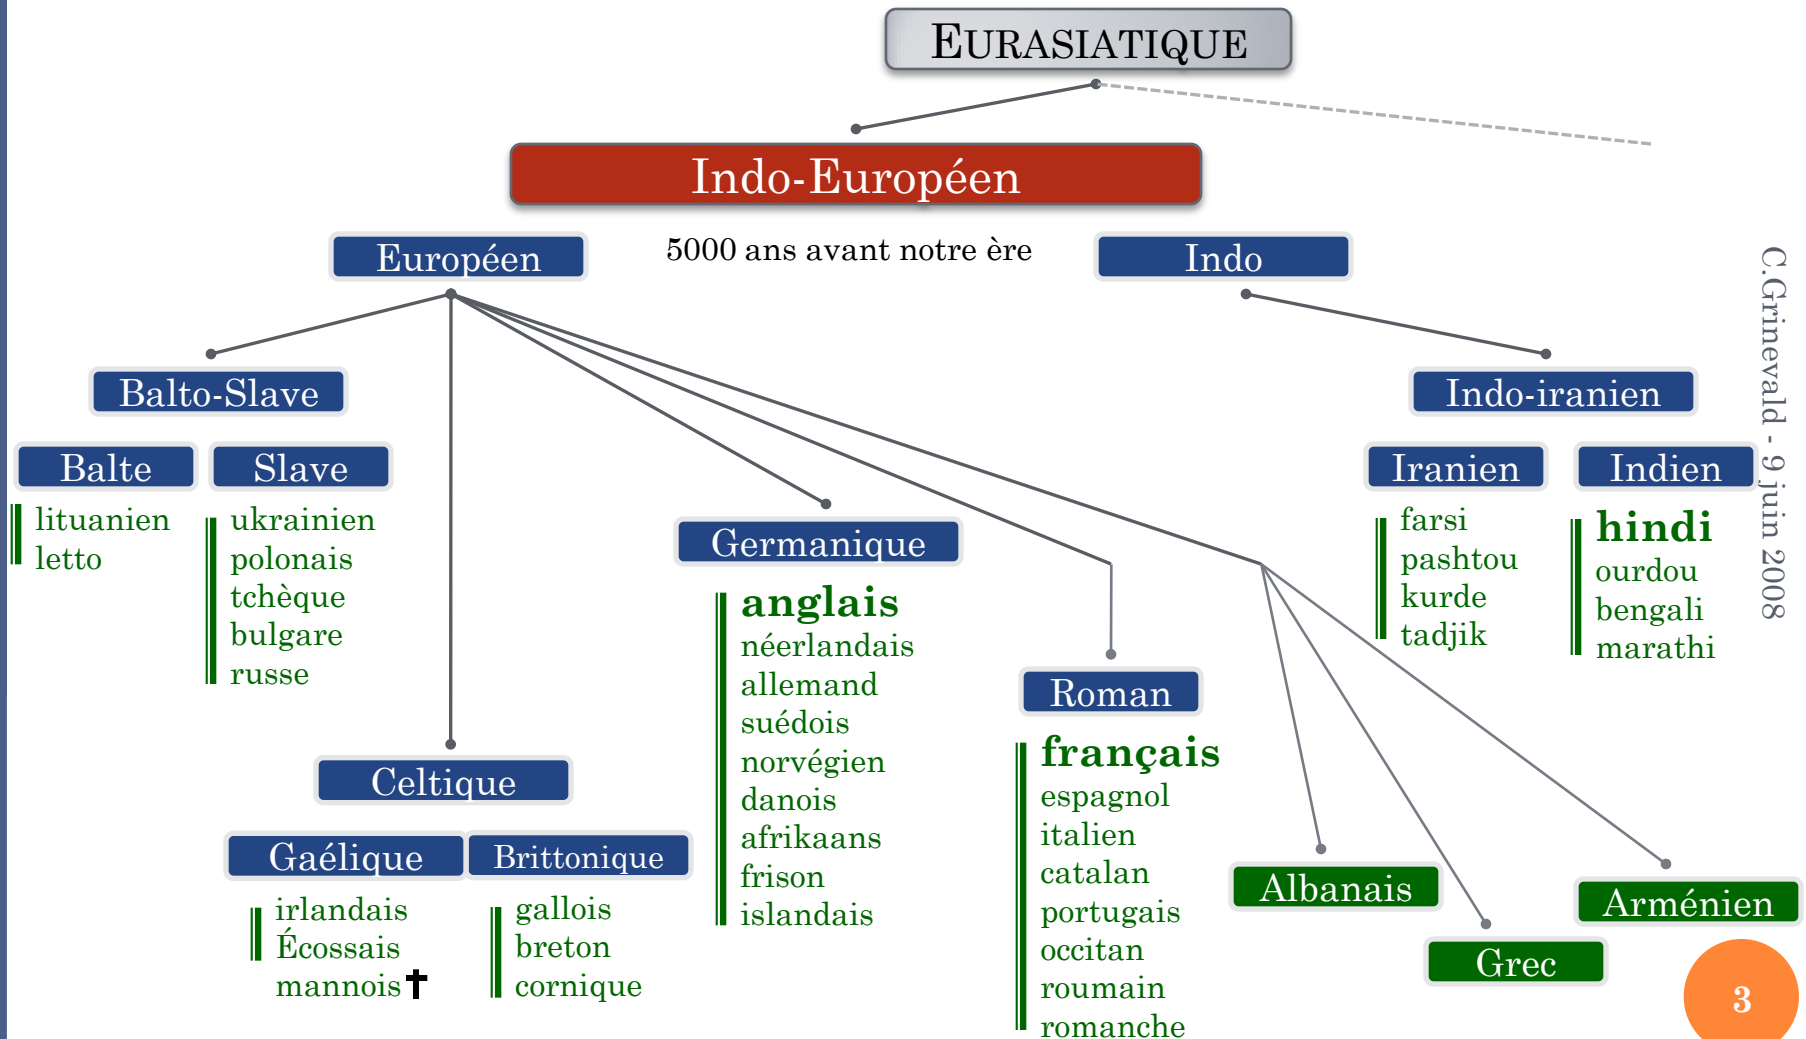 EURASIATIQUE
Indo-Européen
Européen
5000 ans avant notre ère
Indo
Balto-Slave
Indo-iranien
Balte
Slave
Iranien
Indien
lituanien
letto
ukrainien
polonais
tchèque
bulgare
russe
Germanique
anglais
néerlandais
allemand
suédois
norvégien
danois
afrikaans
frison
islandais
farsi
pashtou
kurde
tadjik
hindi
ourdou
bengali
marathi
Roman
français
espagnol
italien
catalan
portugais
occitan
roumain
romanche
Celtique
Gaélique
Brittonique
irlandais
Écossais
mannois✝
gallois
breton
cornique
Albanais
Grec
Arménien
C.Grinevald - 9 juin 2008
3